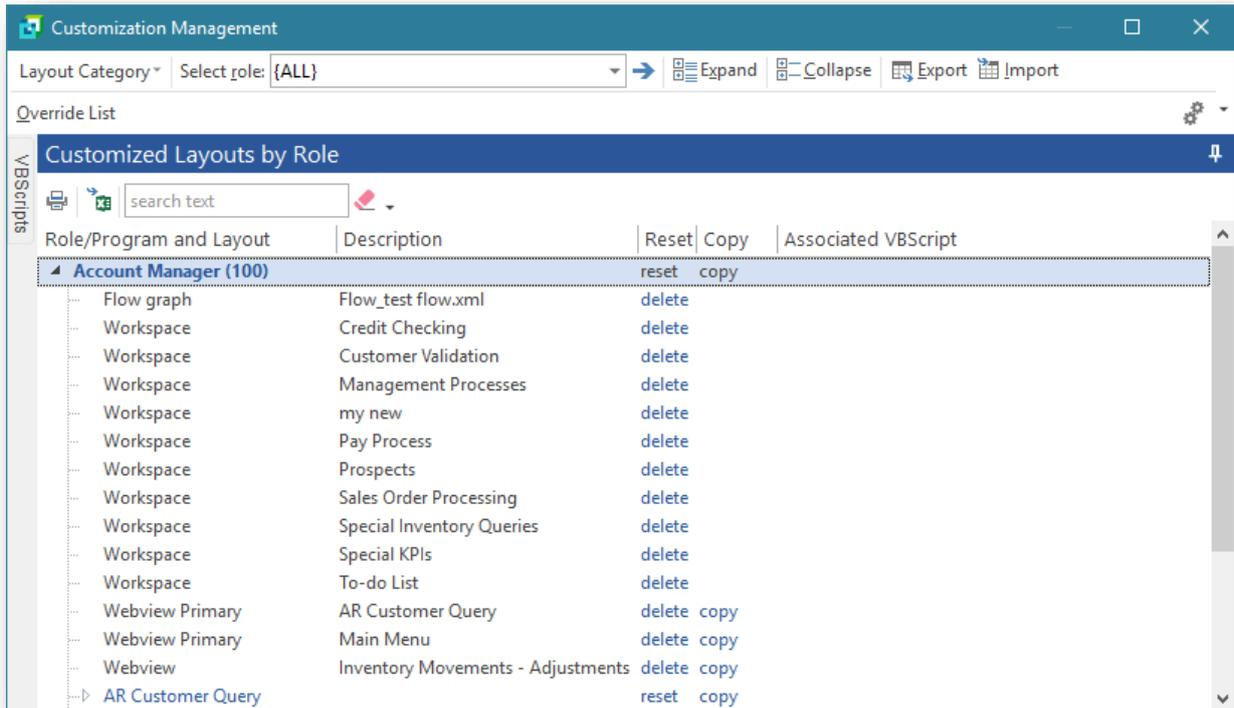 Customization Management
Layout Category Select role: {ALL} Expand Collapse Export Import
Override List
VBScripts
Customized Layouts by Role
search text
Role/Program and Layout Description Reset Copy Associated VBScript
Account Manager (100) reset copy
Flow graph Flow_test flow.xml delete
Workspace Credit Checking delete
Workspace Customer Validation delete
Workspace Management Processes delete
Workspace my new delete
Workspace Pay Process delete
Workspace Prospects delete
Workspace Sales Order Processing delete
Workspace Special Inventory Queries delete
Workspace Special KPIs delete
Workspace To-do List delete
Webview Primary AR Customer Query delete copy
Webview Primary Main Menu delete copy
Webview Inventory Movements - Adjustments delete copy
AR Customer Query reset copy